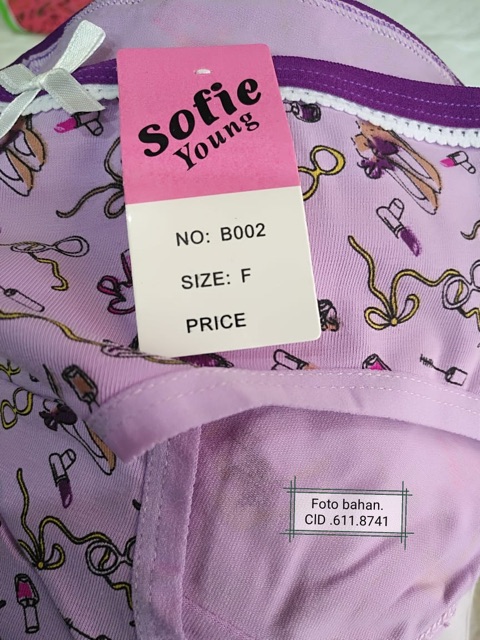 sofie
Young
NO: B002
SIZE: F
PRICE
Foto bahan.
CID .611.8741